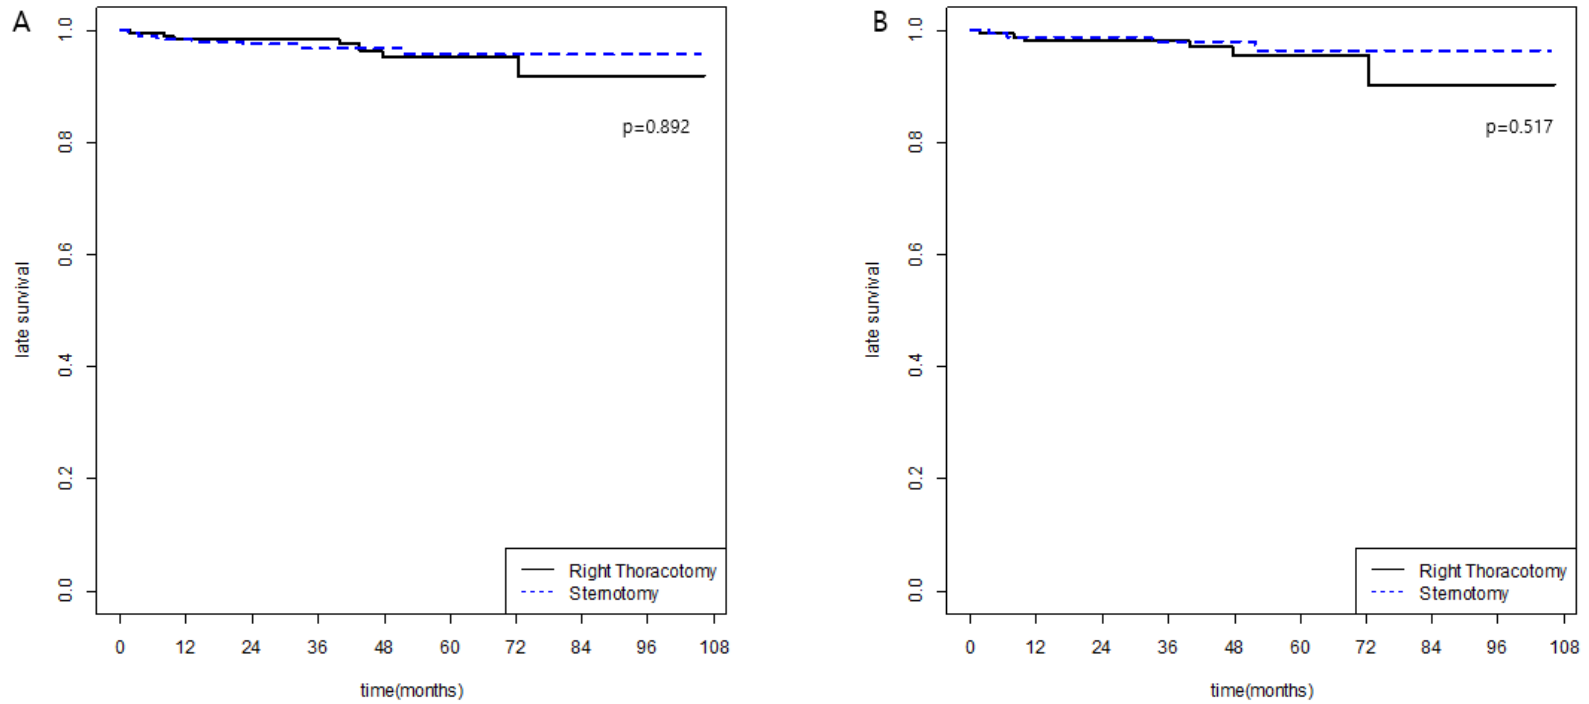 A
1.0
0.8
0.6
0.4
0.2
0.0
late survival
p=0.892
Right Thoracotomy
Sternotomy
0 12 24 36 48 60 72 84 96 108
time(months)
B
1.0
0.8
0.6
0.4
0.2
0.0
late survival
p=0.517
Right Thoracotomy
Sternotomy
0 12 24 36 48 60 72 84 96 108
time(months)